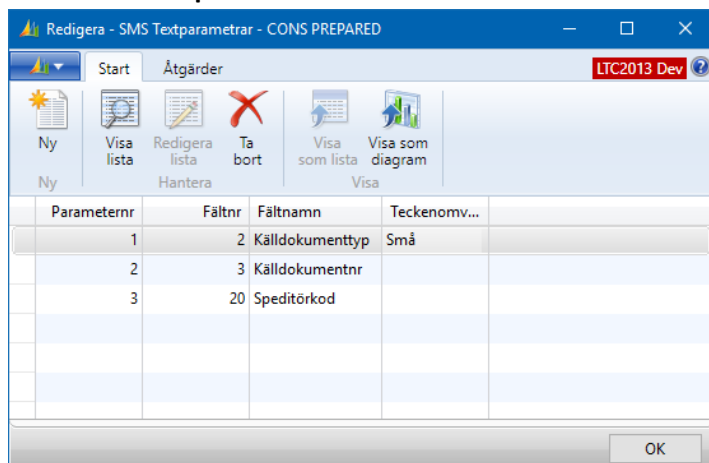 Redigera - SMS Textparametrar - CONS PREPARED
Start Åtgärder LTC2013 Dev
Ny Visa lista Redigera lista Ta bort Visa som lista Visa som diagram
Ny Hantera Visa
Parameternr Fältnr Fältnamn Teckenomv...
1 2 Källdokumenttyp Små
2 3 Källdokumentnr
3 20 Speditörkod
OK